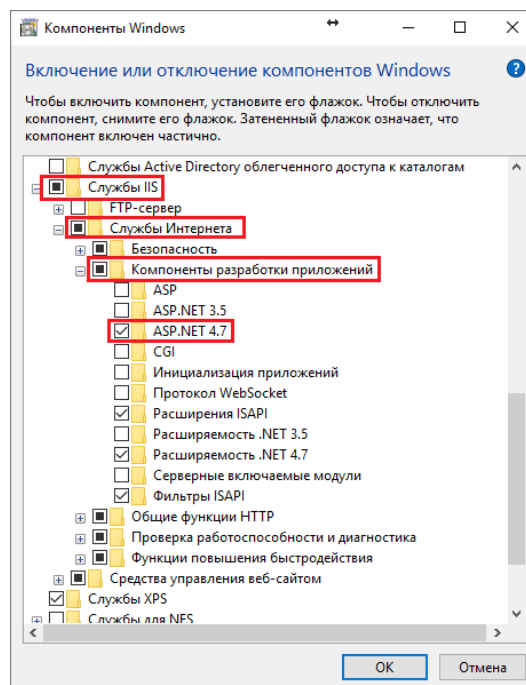 Компоненты Windows
Включение или отключение компонентов Windows
?
Чтобы включить компонент, установите его флажок. Чтобы отключить
компонент, снимите его флажок. Затененный флажок означает, что
компонент включен частично.
Службы Active Directory облегченного доступа к каталогам
Службы IIS
FTP-сервер
Службы Интернета
Безопасность
Компоненты разработки приложений
ASP
ASP.NET 3.5
ASP.NET 4.7
CGI
Инициализация приложений
Протокол WebSocket
Расширения ISAPI
Расширяемость .NET 3.5
Расширяемость .NET 4.7
Серверные включаемые модули
Фильтры ISAPI
Общие функции HTTP
Проверка работоспособности и диагностика
Функции повышения быстродействия
Средства управления веб-сайтом
Службы XPS
Службы для NFS
ОК
Отмена